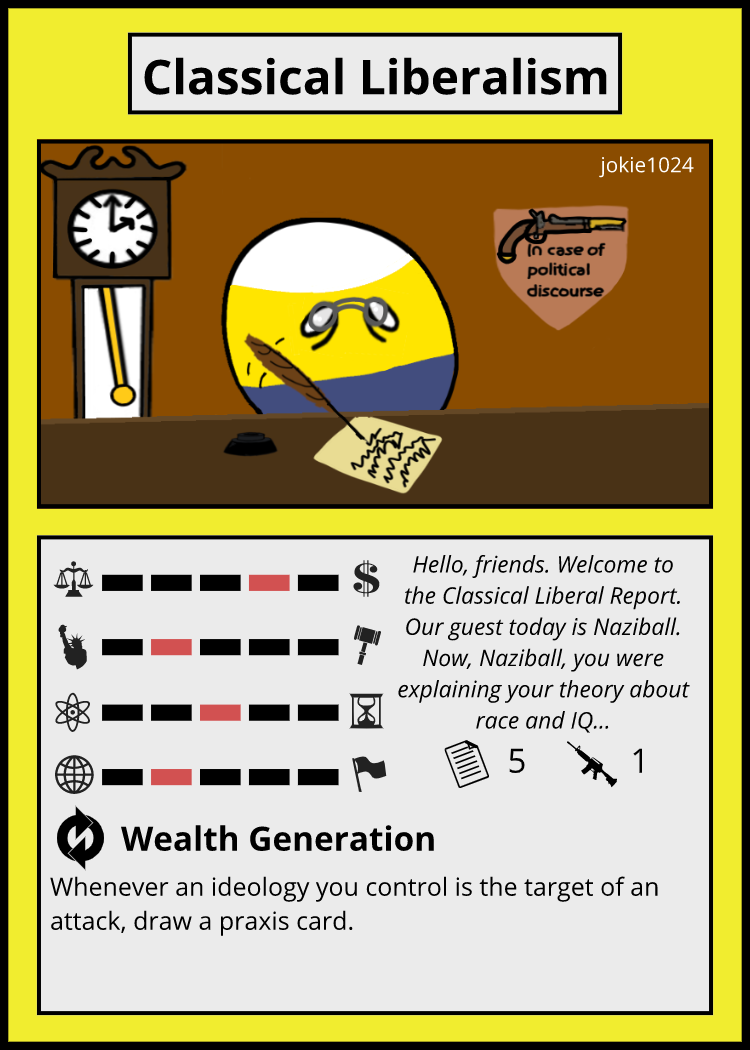 Classical Liberalism
jokie1024
In case of
political
discourse
Hello, friends. Welcome to
the Classical Liberal Report.
Our guest today is Naziball.
Now, Naziball, you were
explaining your theory about
race and IQ...
$
5 1
Wealth Generation
Whenever an ideology you control is the target of an
attack, draw a praxis card.